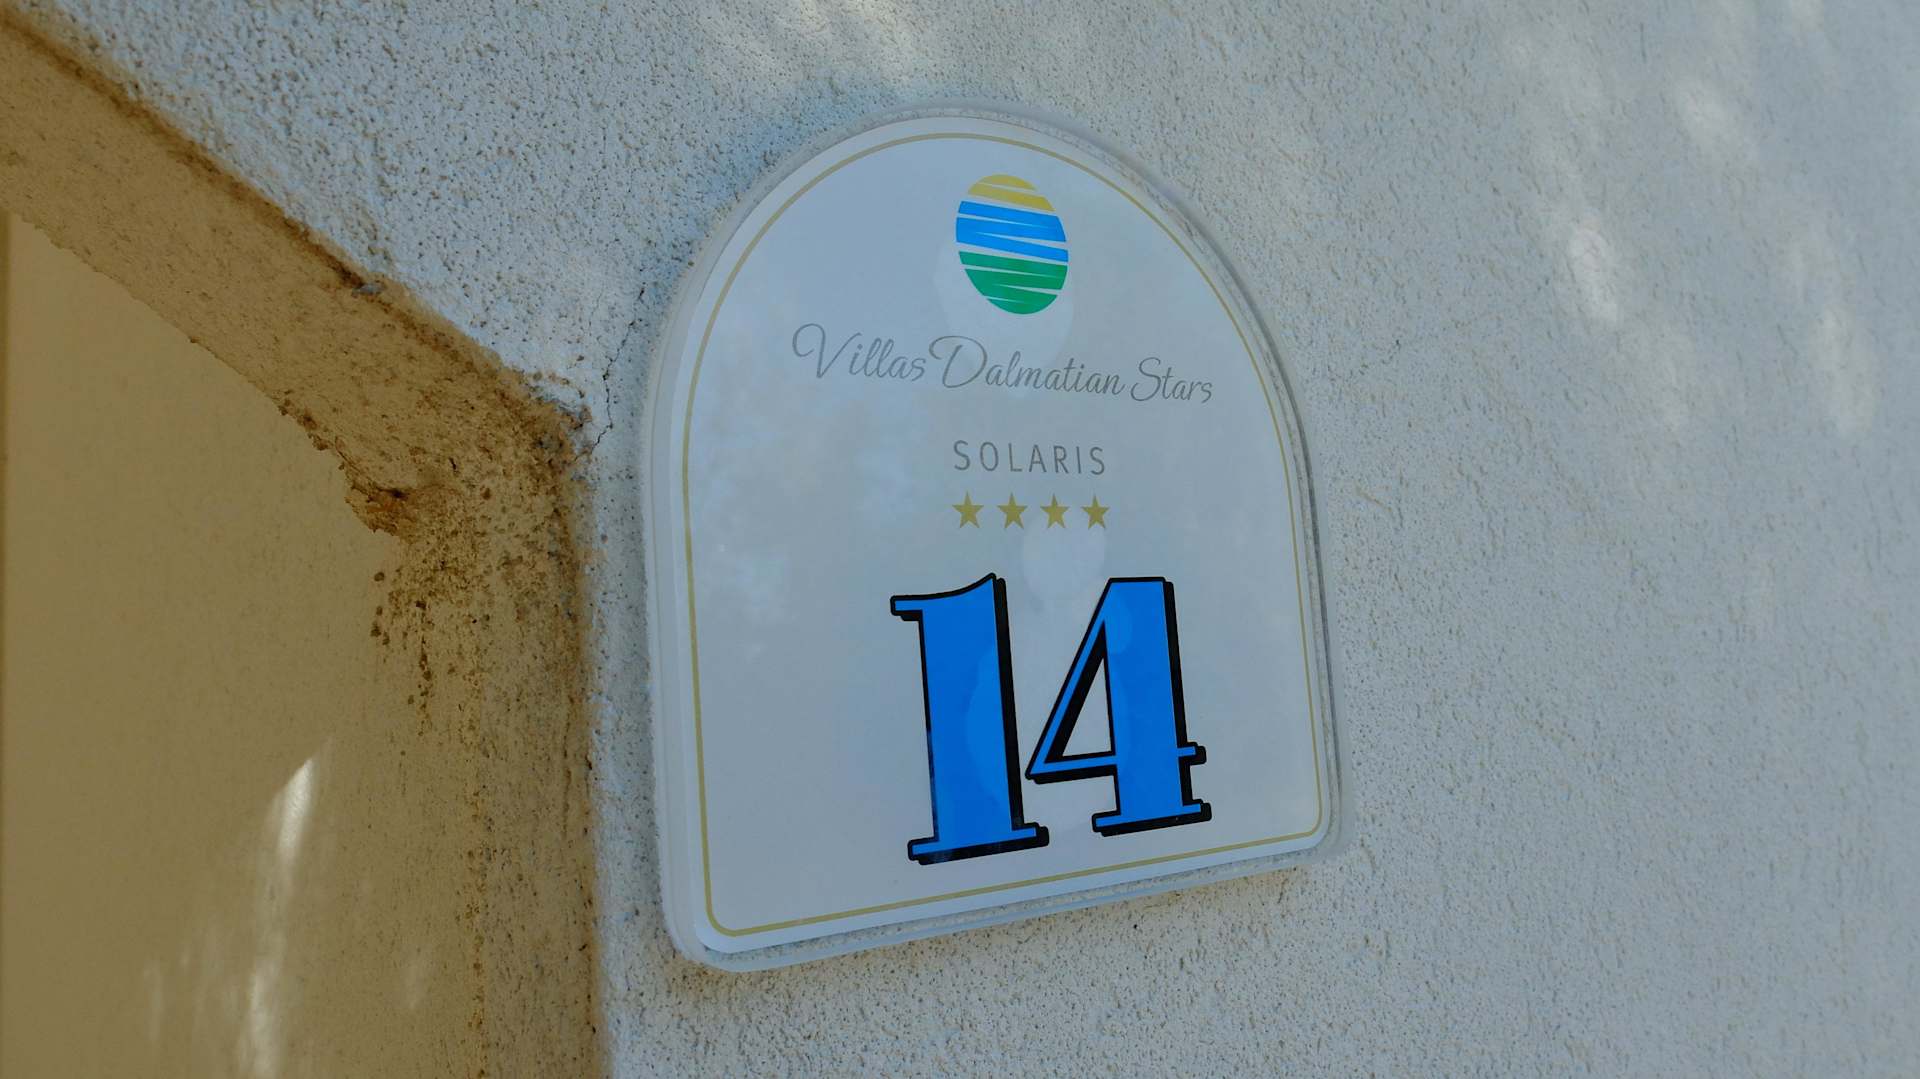 Villas Dalmatian Stars
SOLARIS
14